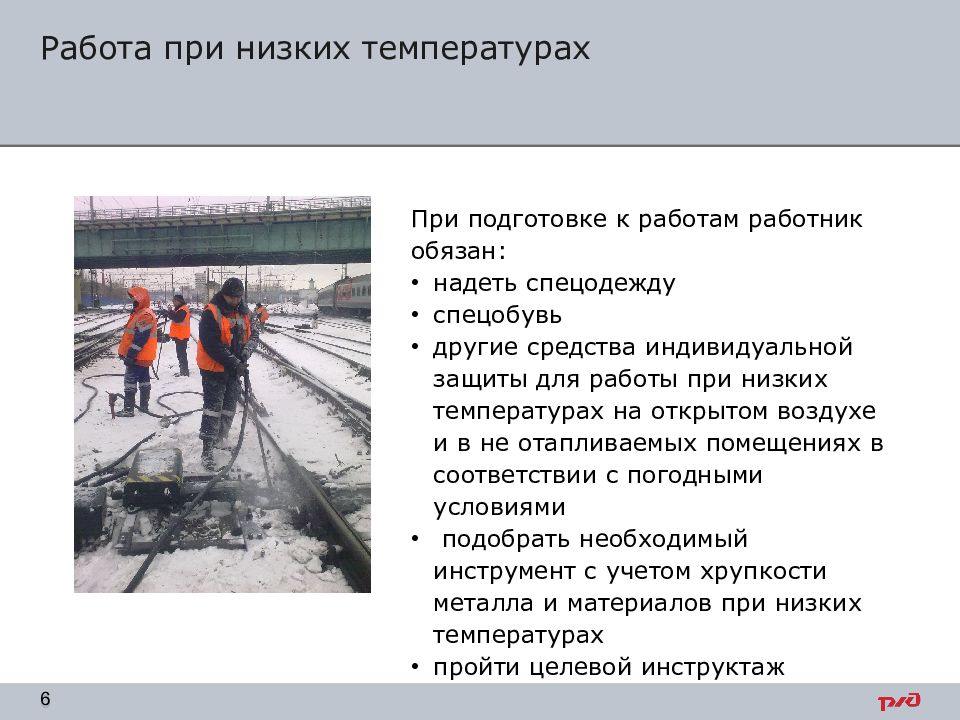 Работа при низких температурах
При подготовке к работам работник
обязан:
• надеть спецодежду
• спецобувь
• другие средства индивидуальной
защиты для работы при низких
температурах на открытом воздухе
и в не отапливаемых помещениях в
соответствии с погодными
условиями
• подобрать необходимый
инструмент с учетом хрупкости
металла и материалов при низких
температурах
• пройти целевой инструктаж
6
ржд